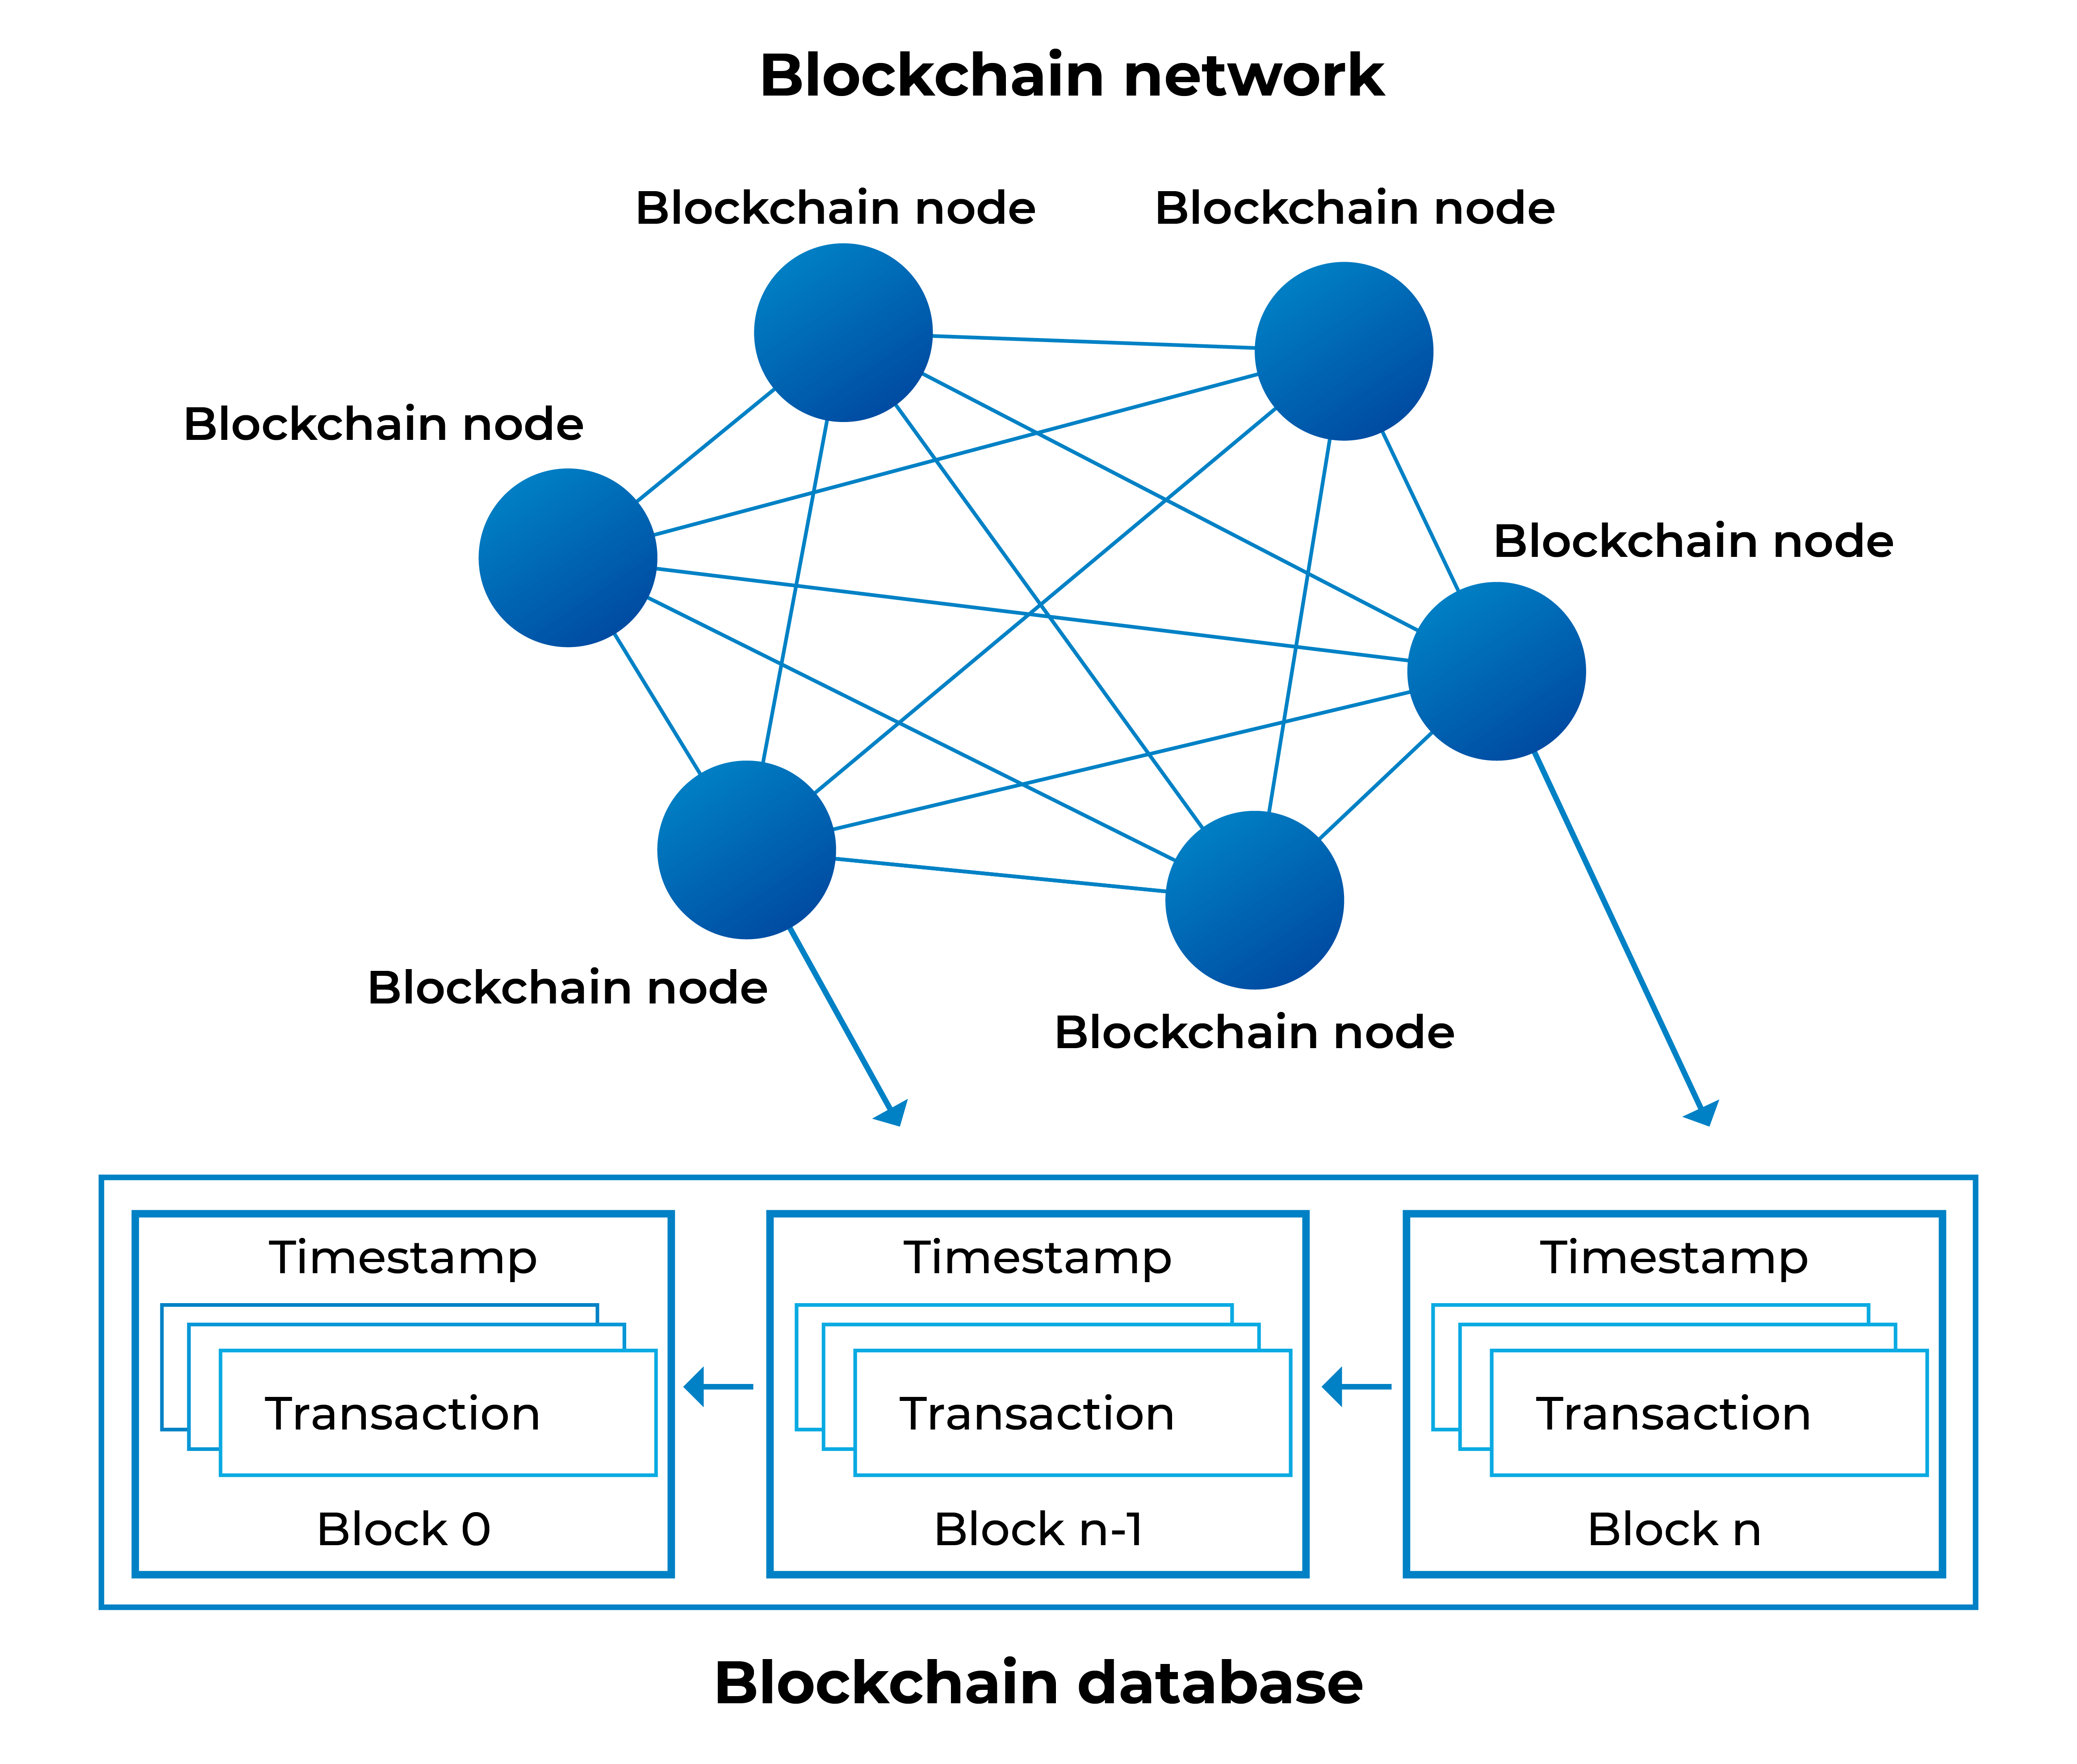 Blockchain network
Blockchain node
Blockchain node
Blockchain node
Blockchain node
Blockchain node
Blockchain node
Timestamp
Timestamp
Timestamp
Transaction
Transaction
Transaction
Block 0
Block n-1
Block n
Blockchain database